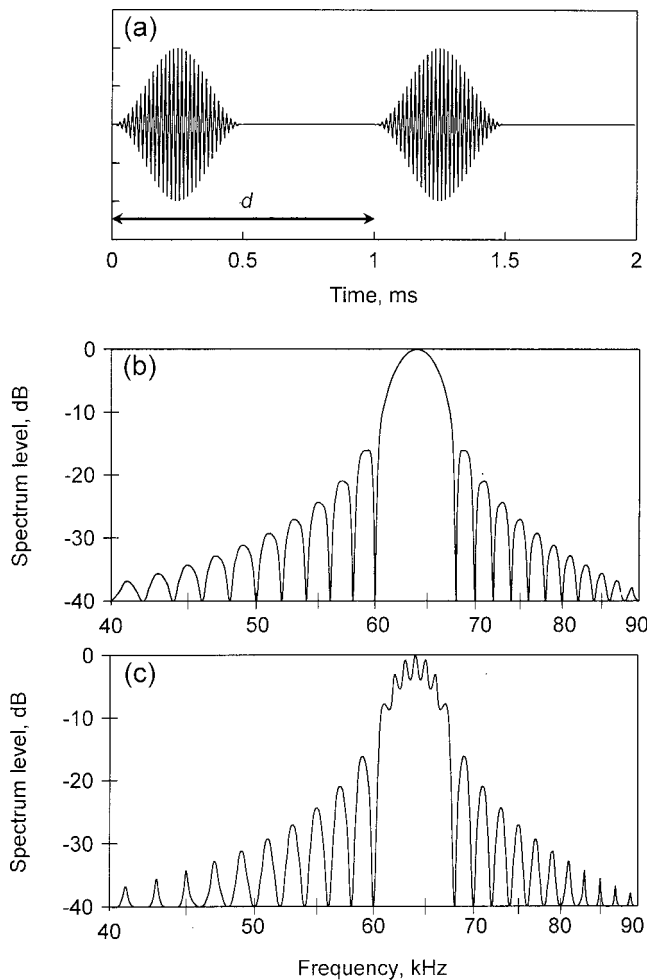 (a)
d
0 0.5 1 1.5 2
Time, ms
(b)
Spectrum level, dB
0
-10
-20
-30
-40
40 50 60 70 80 90
(c)
Spectrum level, dB
0
-10
-20
-30
-40
40 50 60 70 80 90
Frequency, kHz